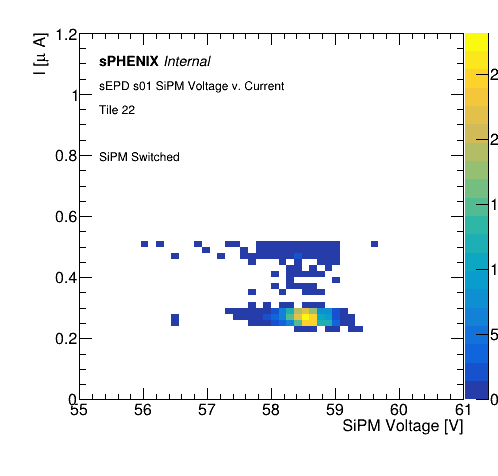 I [μ A]
sPHENIX Internal
sEPD s01 SiPM Voltage v. Current
Tile 22
SiPM Switched
1.2
1
0.8
0.6
0.4
0.2
0
55 56 57 58 59 60 61
SiPM Voltage [V]
2
2
1
1
5
0